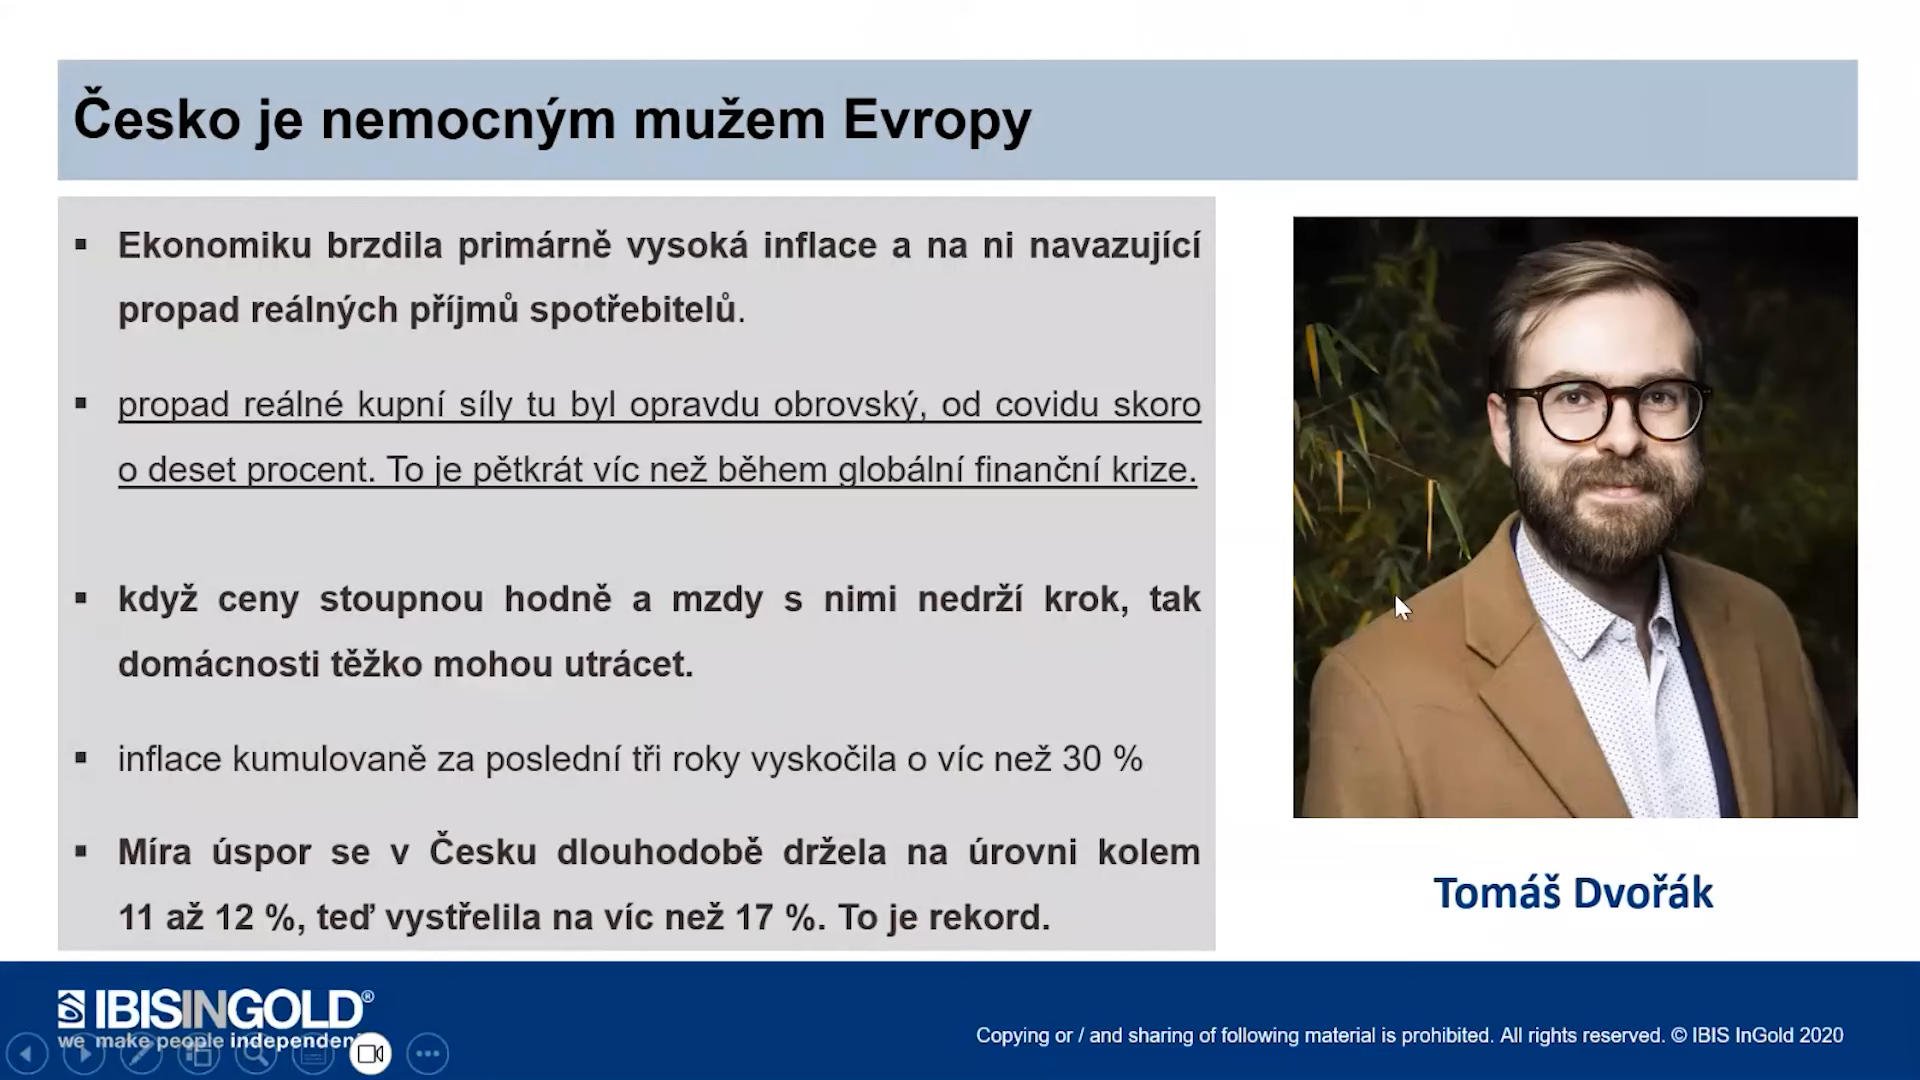 Česko je nemocným mužem Evropy
▪ Ekonomiku brzdila primárně vysoká inflace a na ni navazující
propad reálných příjmů spotřebitelů.
▪ propad reálné kupní síly tu byl opravdu obrovský, od covidu skoro
o deset procent. To je pětkrát víc než během globální finanční krize.
▪ když ceny stoupnou hodně a mzdy s nimi nedrží krok, tak
domácnosti těžko mohou utrácet.
▪ inflace kumulovaně za poslední tři roky vyskočila o víc než 30 %
▪ Míra úspor se v Česku dlouhodobě držela na úrovni kolem
11 až 12 %, teď vystřelila na víc než 17 %. To je rekord.
Tomáš Dvořák
IBISINGOLD®
we make people independen
Copying or / and sharing of following material is prohibited. All rights reserved. © IBIS InGold 2020